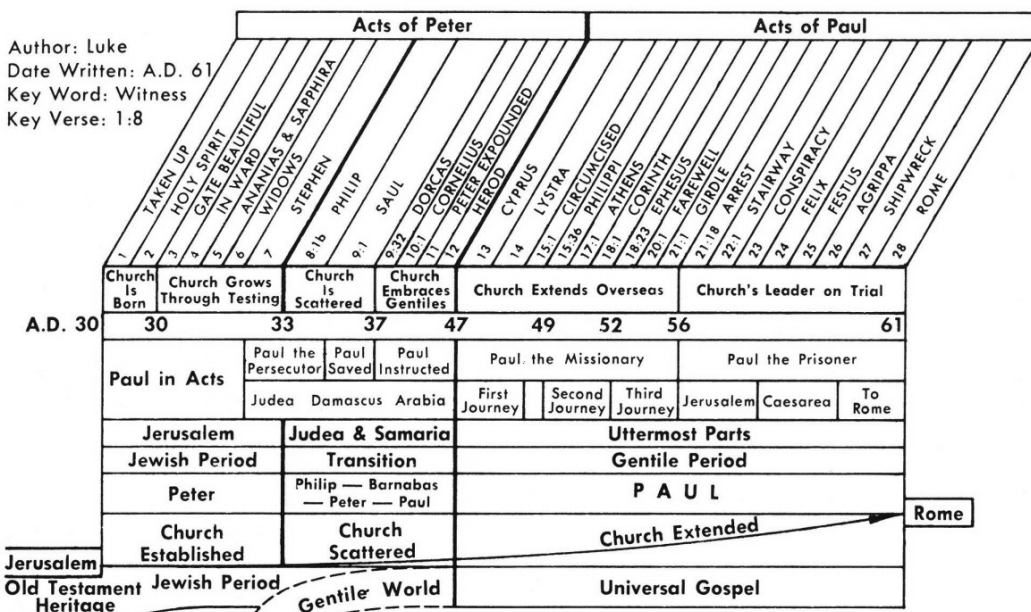 Acts of Peter
Acts of Paul
Author: Luke
Date Written: A.D. 61
Key Word: Witness
Key Verse: 1:8
TAKEN UP
HOLY SPIRIT
GATE BEAUTIFUL
IN WARD
ANANIAS & SAPPHIRA
WIDOWS
STEPHEN
PHILIP
SAUL
DORCAS
CORNELIUS
PETER EXPOUNDED
HEROD
CYPRUS
LYSTRA
CIRCUMCISED
PHILIPPI
ATHENS
CORINTH
EPHESUS
FAREWELL
GIRDLE
ARREST
STAIRWAY
CONSPIRACY
FELIX
FESTUS
AGRIPPA
SHIPWRECK
ROME
1 2 3 4 5 6 7 8:1b 9:1 9:32 10:1 11 12 13 14 15:1 15:36 17:1 18:1 18:23 20:1 21:1 21:18 22:1 23 24 25 26 27 28
Church Is Born
Church Grows Through Testing
Church Is Scattered
Church Embraces Gentiles
Church Extends Overseas
Church's Leader on Trial
A.D. 30 30 33 37 47 49 52 56 61
Paul in Acts
Paul the Persecutor
Paul Saved
Paul Instructed
Paul the Missionary
Paul the Prisoner
Judea Damascus Arabia
First Journey
Second Journey
Third Journey
Jerusalem
Caesarea
To Rome
Jerusalem
Judea & Samaria
Uttermost Parts
Jewish Period
Transition
Gentile Period
Peter
Philip — Barnabas
— Peter — Paul
PAUL
Church Established
Church Scattered
Church Extended
Rome
Jerusalem
Old Testament Heritage
Jewish Period
Gentile World
Universal Gospel